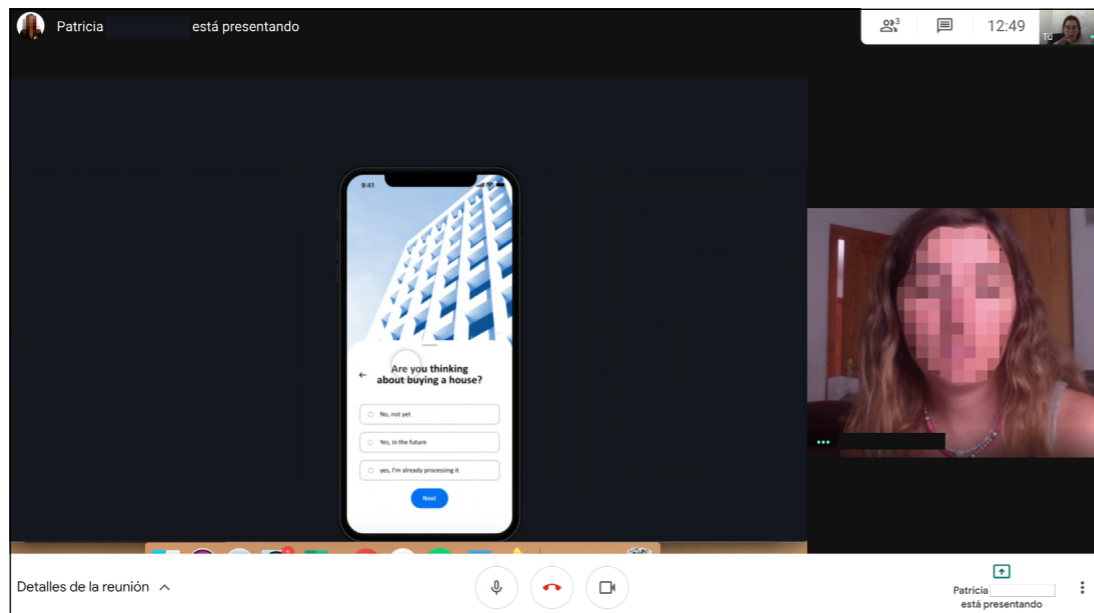 Patricia está presentando
3
12:49
Tú
9:41
Are you thinking
about buying a house?
No, not yet
Yes, in the future
yes, I'm already processing it
Next
Detalles de la reunión
Patricia
está presentando